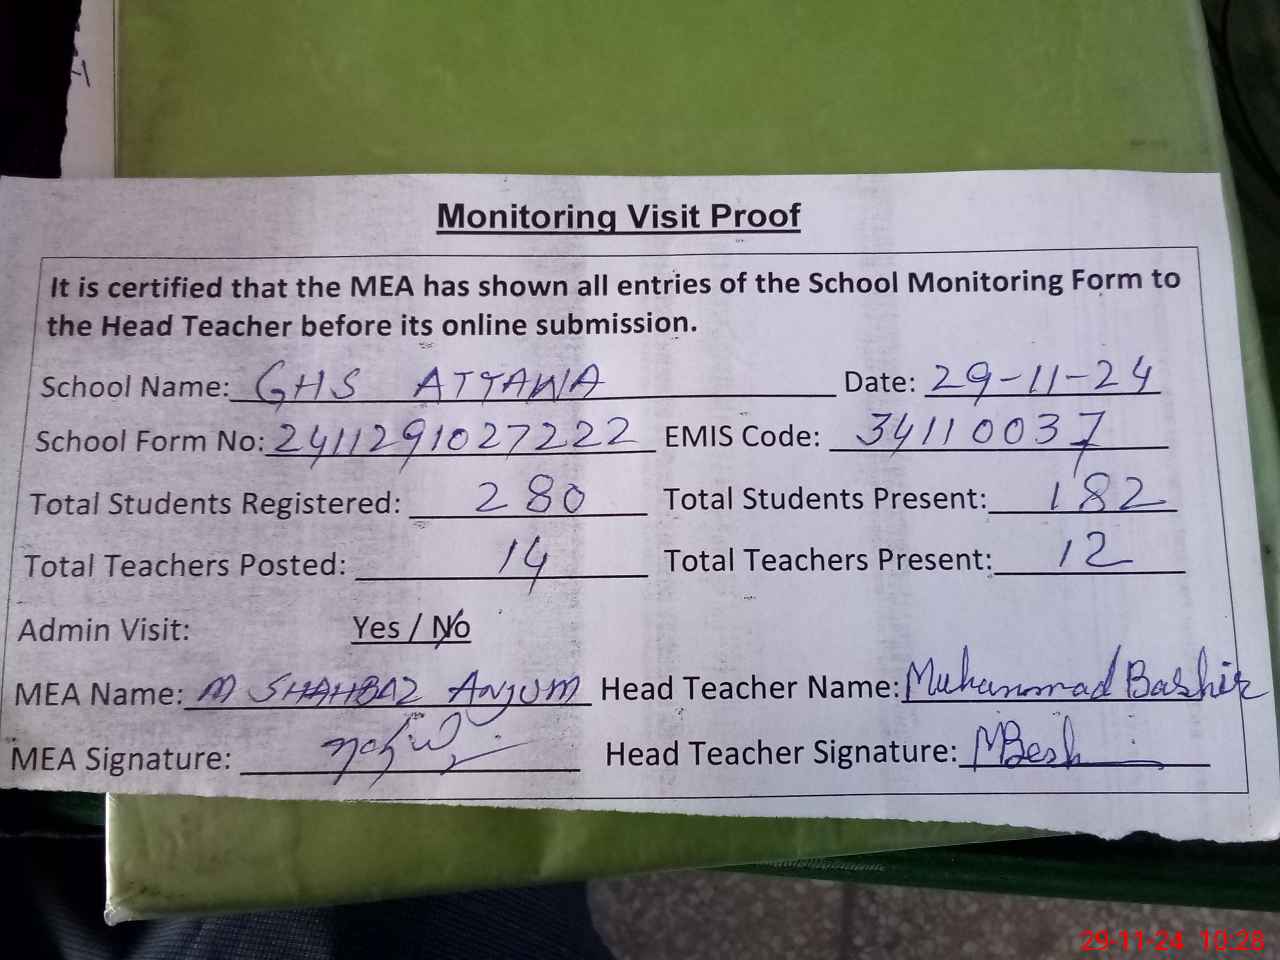 Monitoring Visit Proof
It is certified that the MEA has shown all entries of the School Monitoring Form to
the Head Teacher before its online submission.
School Name: GHS ATTAWA Date: 29-11-24
School Form No: 2411291027222 EMIS Code: 34110037
Total Students Registered: 280 Total Students Present: 182
Total Teachers Posted: 14 Total Teachers Present: 12
Admin Visit: Yes / No
MEA Name: M SHAHBAZ ANJUM Head Teacher Name: Muhammad Bashir
MEA Signature: Head Teacher Signature: MBash
29-11-24 10:28